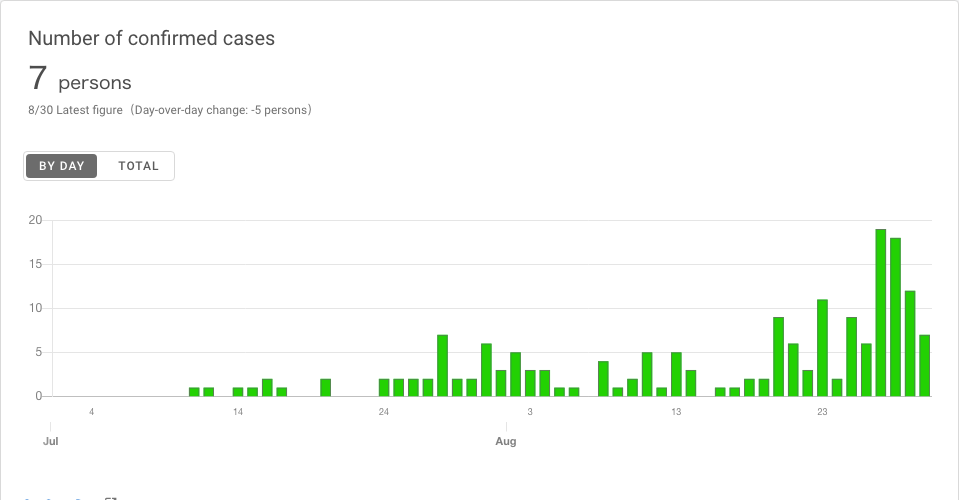 Number of confirmed cases
7 persons
8/30 Latest figure（Day-over-day change: -5 persons）
BY DAY TOTAL
20
15
10
5
0
4 14 24 3 13 23
Jul Aug